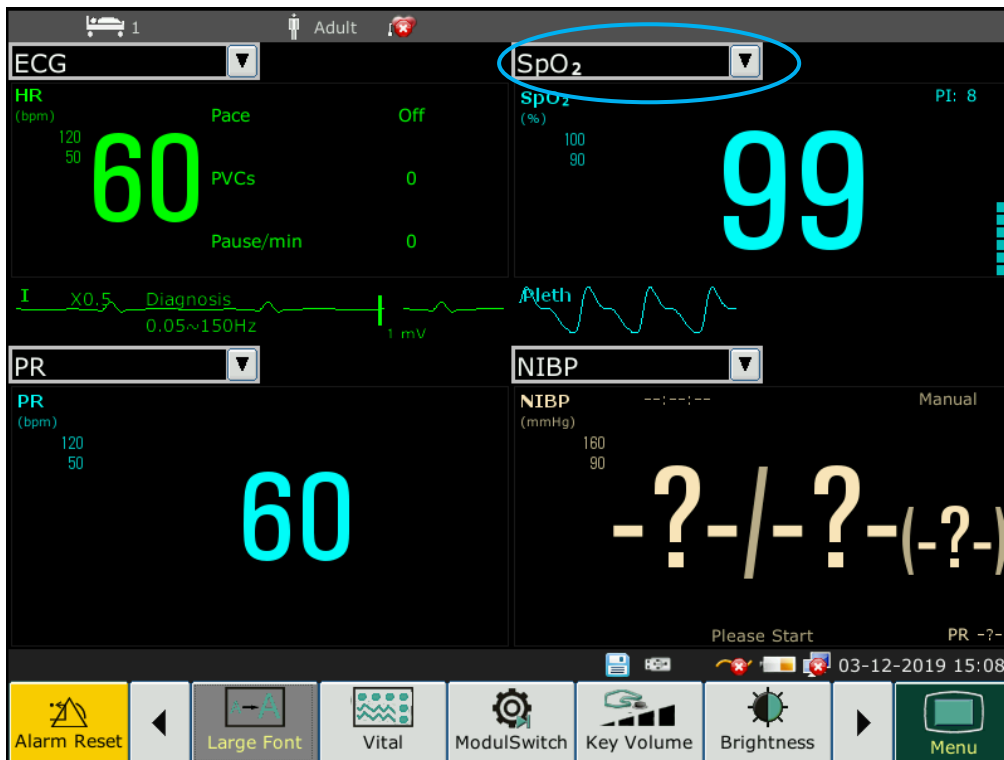 1 Adult
ECG
SpO₂
HR
(bpm)
120
50
60
Pace Off
PVCs 0
Pause/min 0
SpO₂
(%)
100
90
99
PI: 8
I X0.5 Diagnosis
0.05~150Hz
1 mV
Pleth
PR
NIBP
PR
(bpm)
120
50
60
NIBP --:--:-- Manual
(mmHg)
160
90
-?-/-?-(-?-)
Please Start PR -?-
03-12-2019 15:08
Alarm Reset
A→A
Large Font
Vital
ModulSwitch
Key Volume
Brightness
Menu